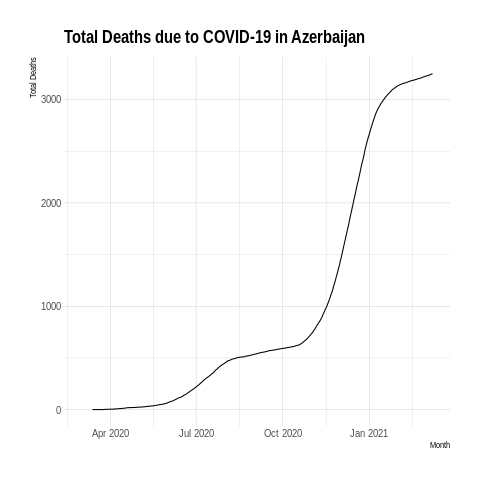 Total Deaths due to COVID-19 in Azerbaijan
Total Deaths
3000
2000
1000
0
Apr 2020 Jul 2020 Oct 2020 Jan 2021
Month